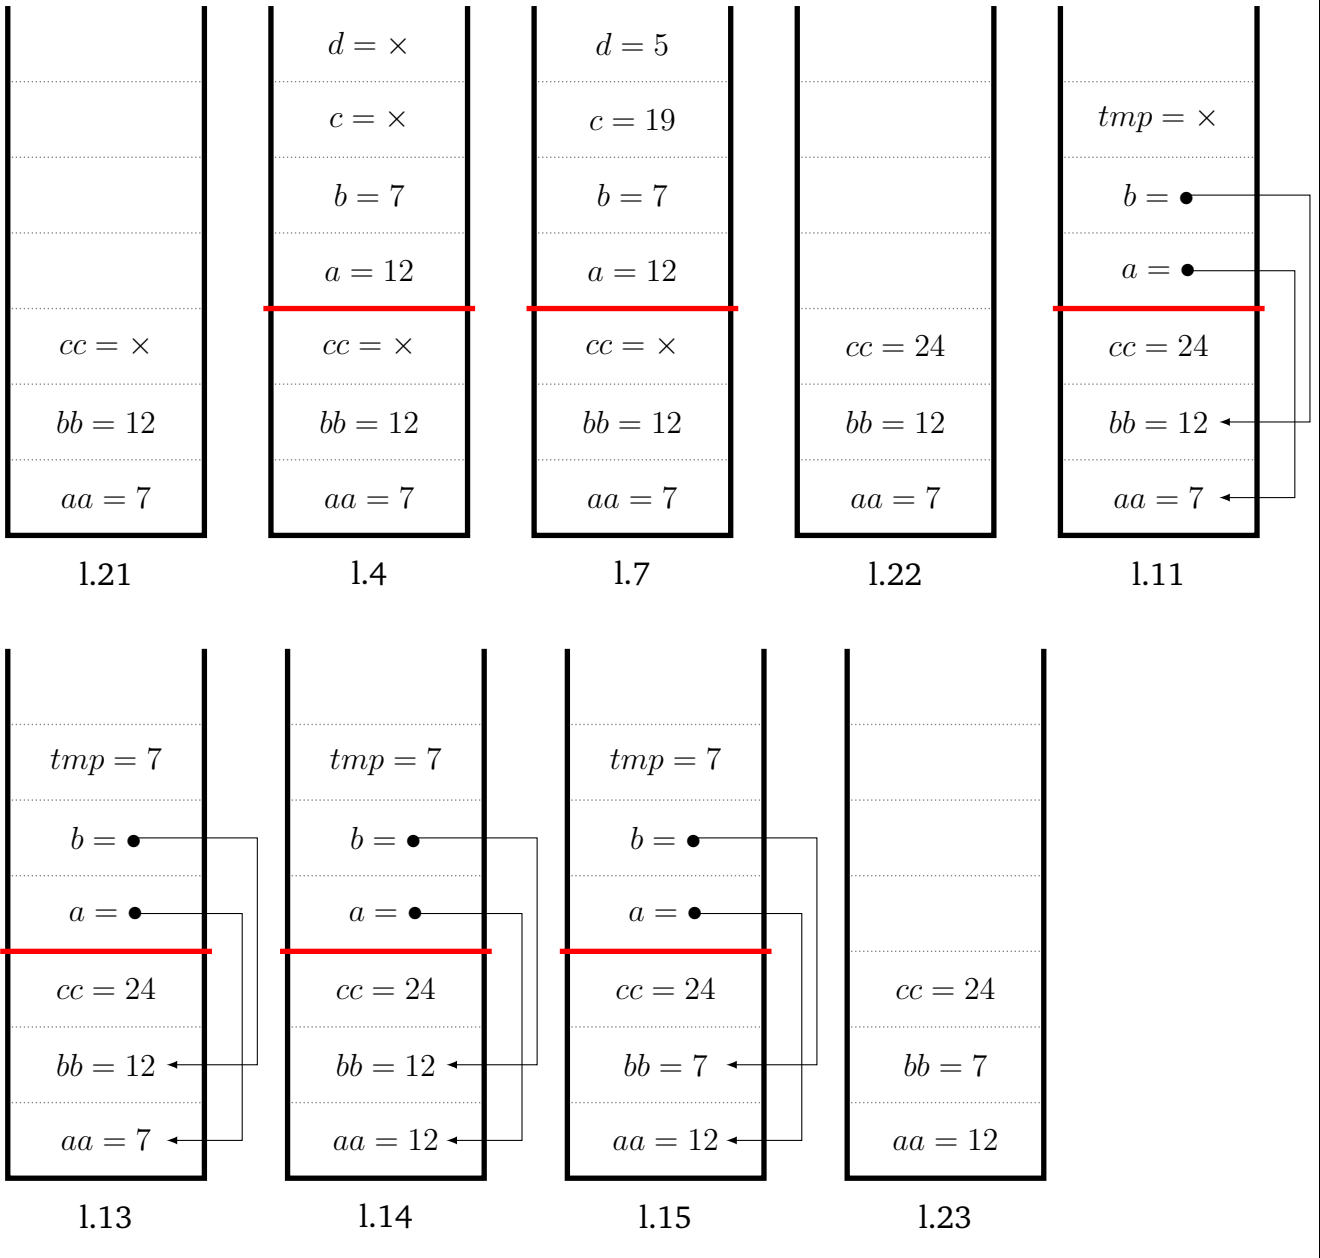 d = × d = 5
c = × c = 19 tmp = ×
b = 7 b = 7 b =
a = 12 a = 12 a =
cc = × cc = × cc = × cc = 24 cc = 24
bb = 12 bb = 12 bb = 12 bb = 12 bb = 12
aa = 7 aa = 7 aa = 7 aa = 7 aa = 7
l.21 l.4 l.7 l.22 l.11
tmp = 7 tmp = 7 tmp = 7
b = b = b =
a = a = a =
cc = 24 cc = 24 cc = 24 cc = 24
bb = 12 bb = 12 bb = 7 bb = 7
aa = 7 aa = 12 aa = 12 aa = 12
l.13 l.14 l.15 l.23